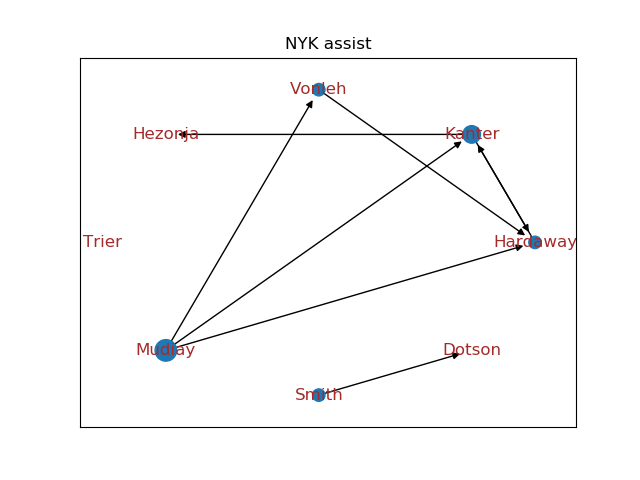 NYK assist
Vonleh
Hezonja
Kanter
Trier
Hardaway
Mudiay
Dotson
Smith